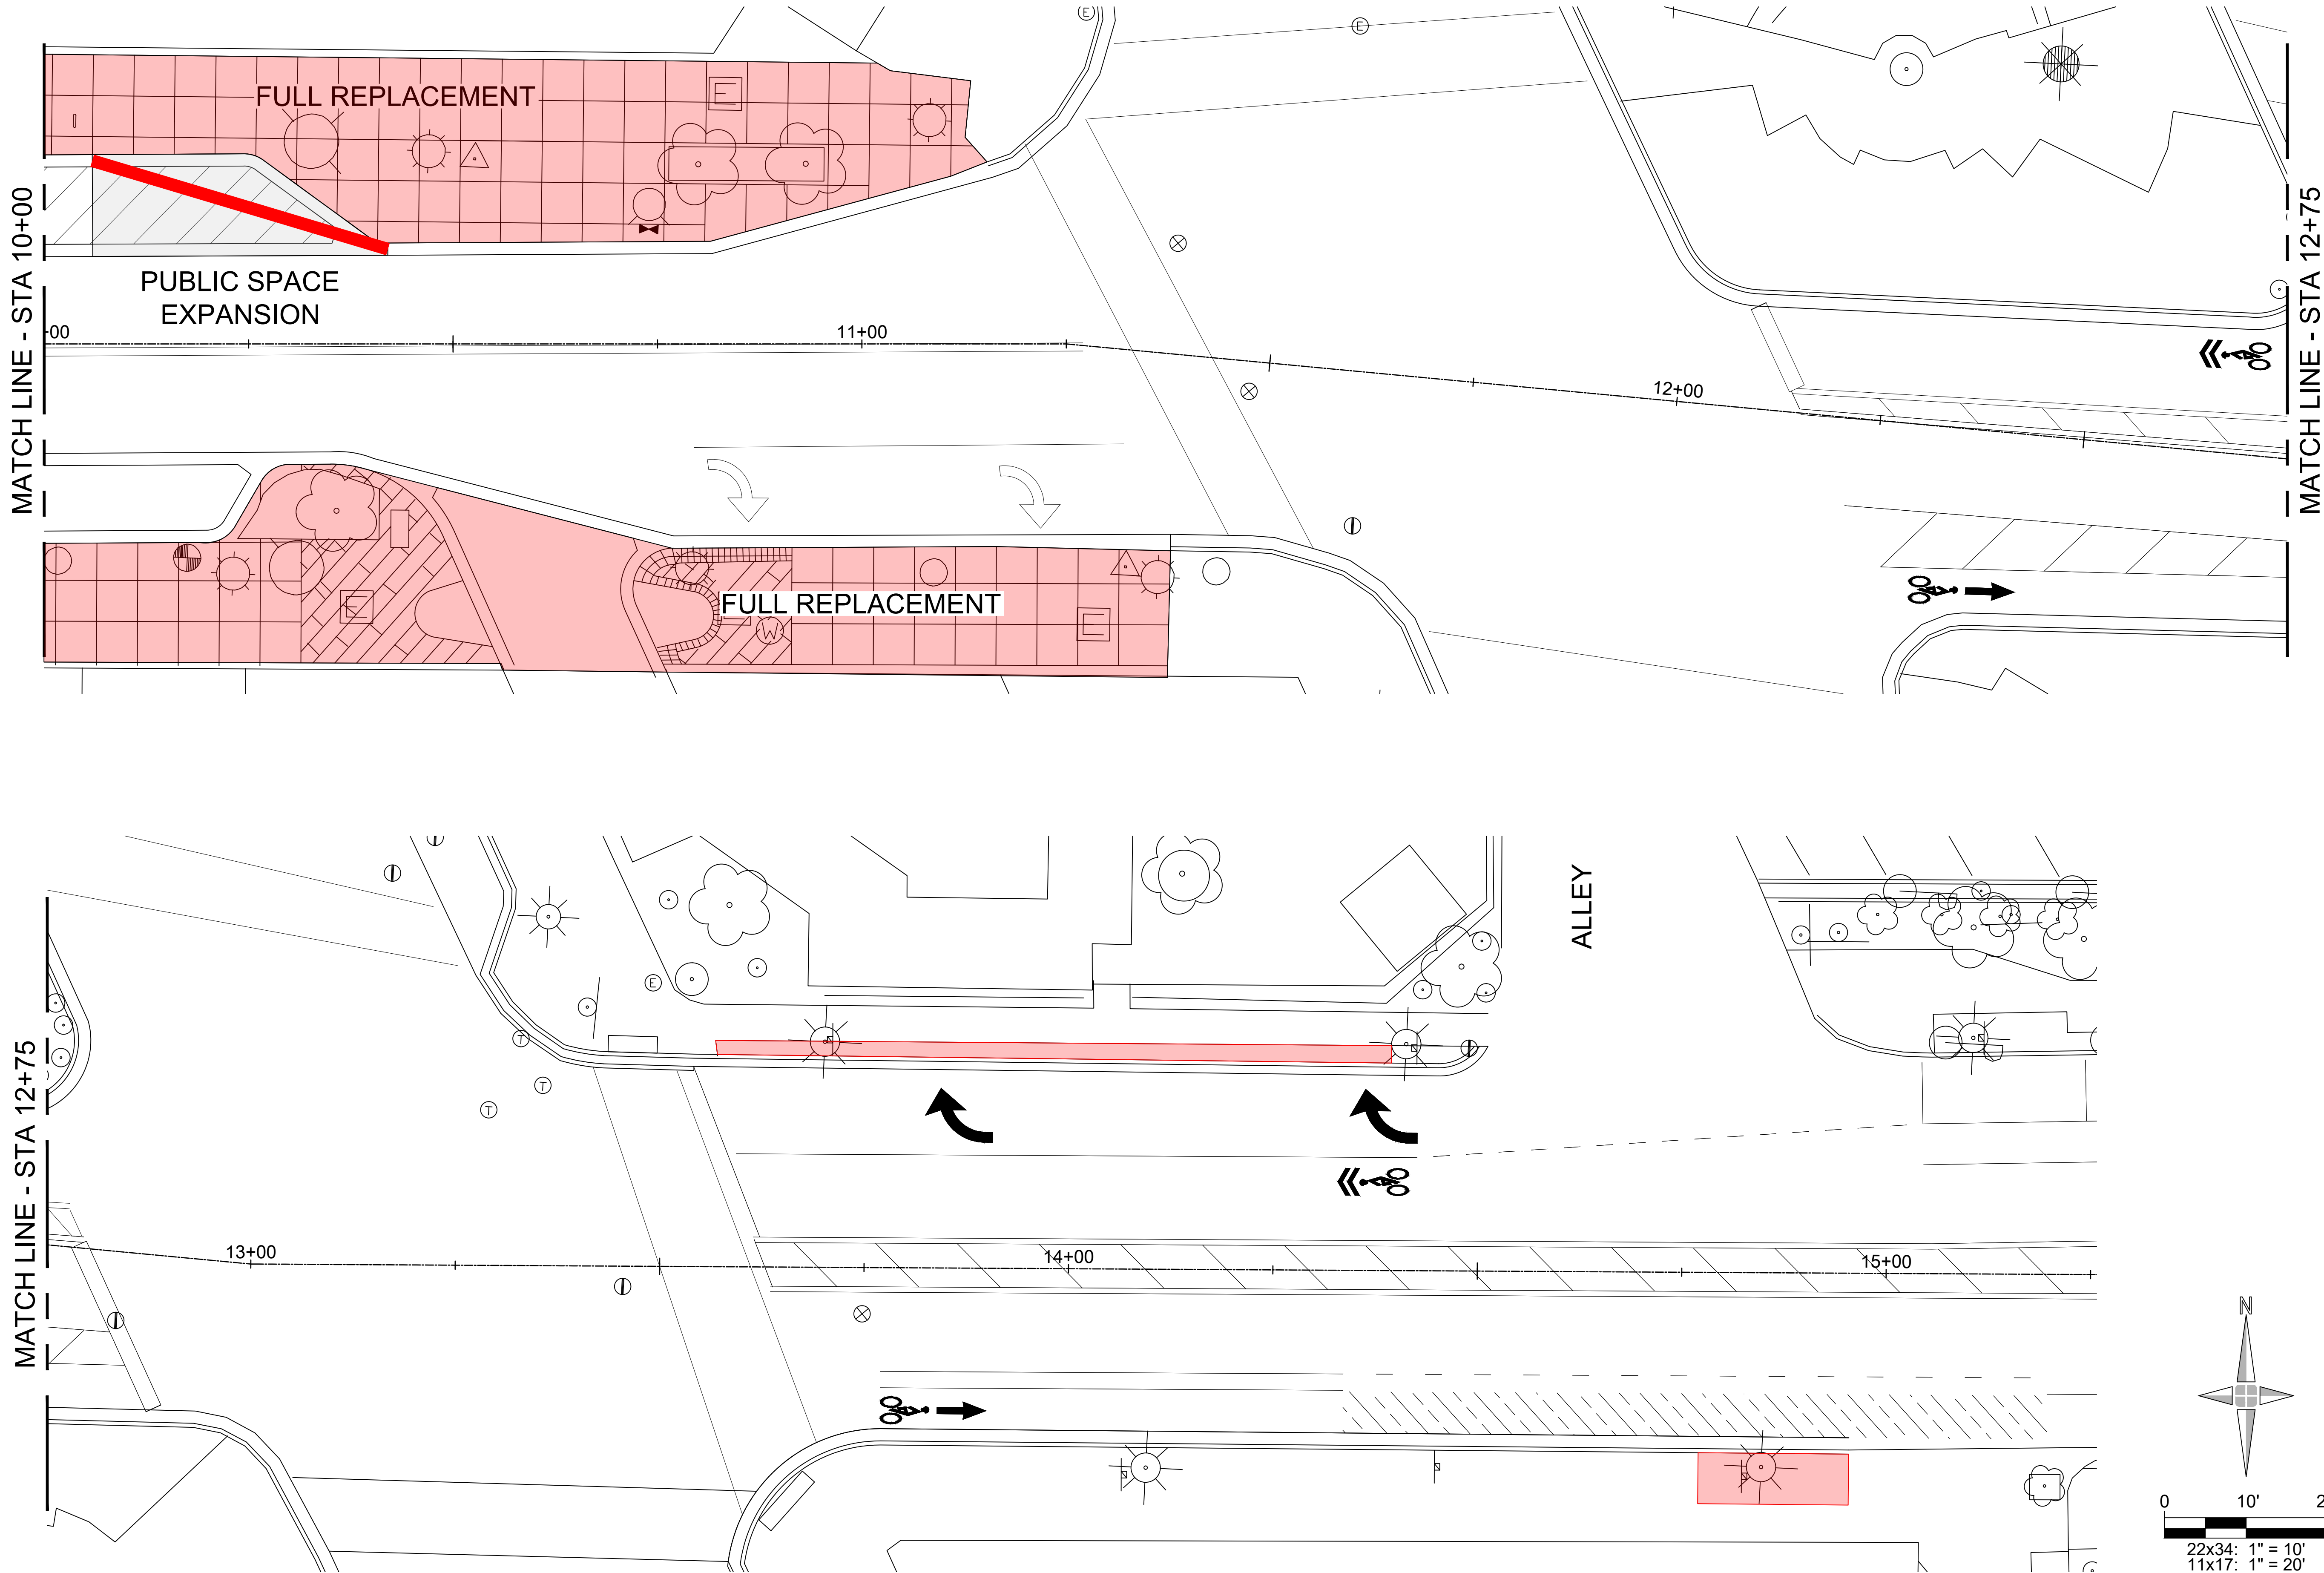 E
E
FULL REPLACEMENT
E
MATCH LINE - STA 10+00
MATCH LINE - STA 12+75
PUBLIC SPACE
EXPANSION
+00
11+00
12+00
E
FULL REPLACEMENT
W
E
ALLEY
E
T
T
T
MATCH LINE - STA 12+75
13+00
14+00
15+00
N
0 10' 2
22x34: 1" = 10'
11x17: 1" = 20'